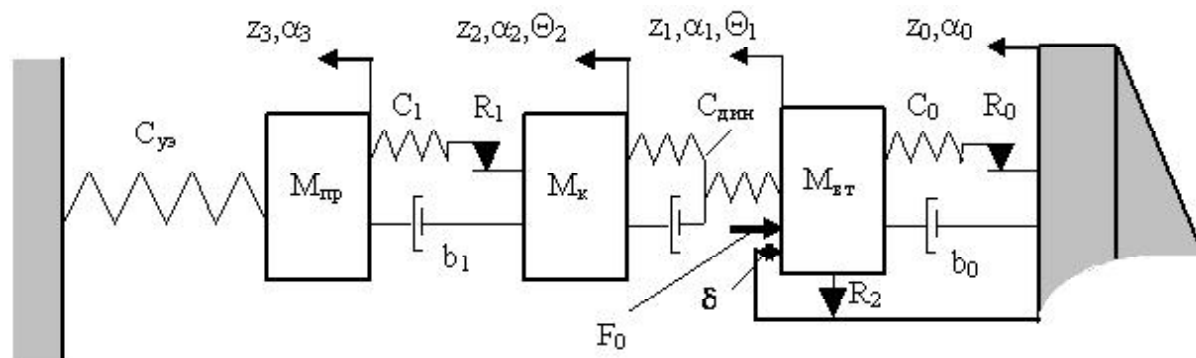 z₃,α₃
z₂,α₂,Θ₂
z₁,α₁,Θ₁
z₀,α₀
C₁
R₁
Cдин
C₀
R₀
Cуэ
Mпр
Mк
Mвт
b₁
b₀
δ
R₂
F₀